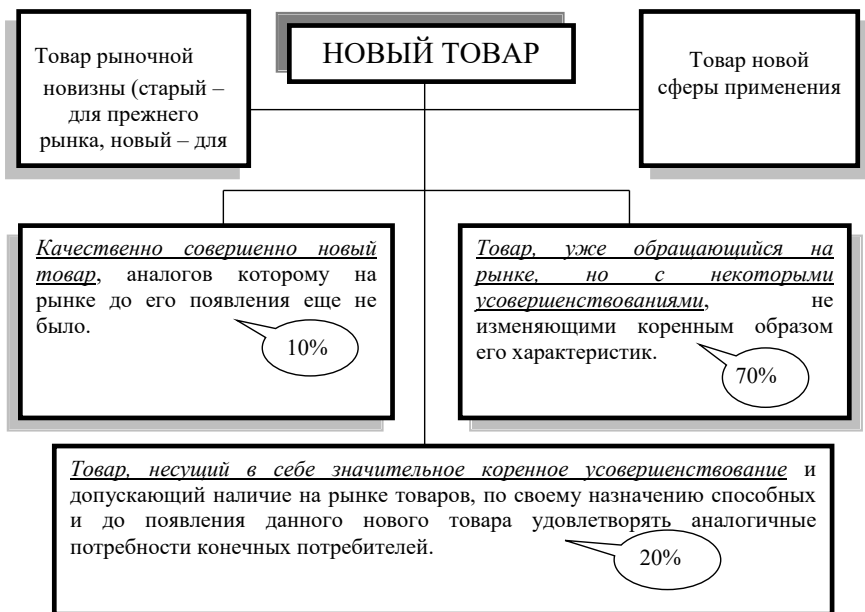 НОВЫЙ ТОВАР
Товар рыночной
новизны (старый –
для прежнего
рынка, новый – для
Товар новой
сферы применения
Качественно совершенно новый
товар, аналогов которому на
рынке до его появления еще не
было.
10%
Товар, уже обращающийся на
рынке, но с некоторыми
усовершенствованиями, не
изменяющими коренным образом
его характеристик.
70%
Товар, несущий в себе значительное коренное усовершенствование и
допускающий наличие на рынке товаров, по своему назначению способных
и до появления данного нового товара удовлетворять аналогичные
потребности конечных потребителей.
20%